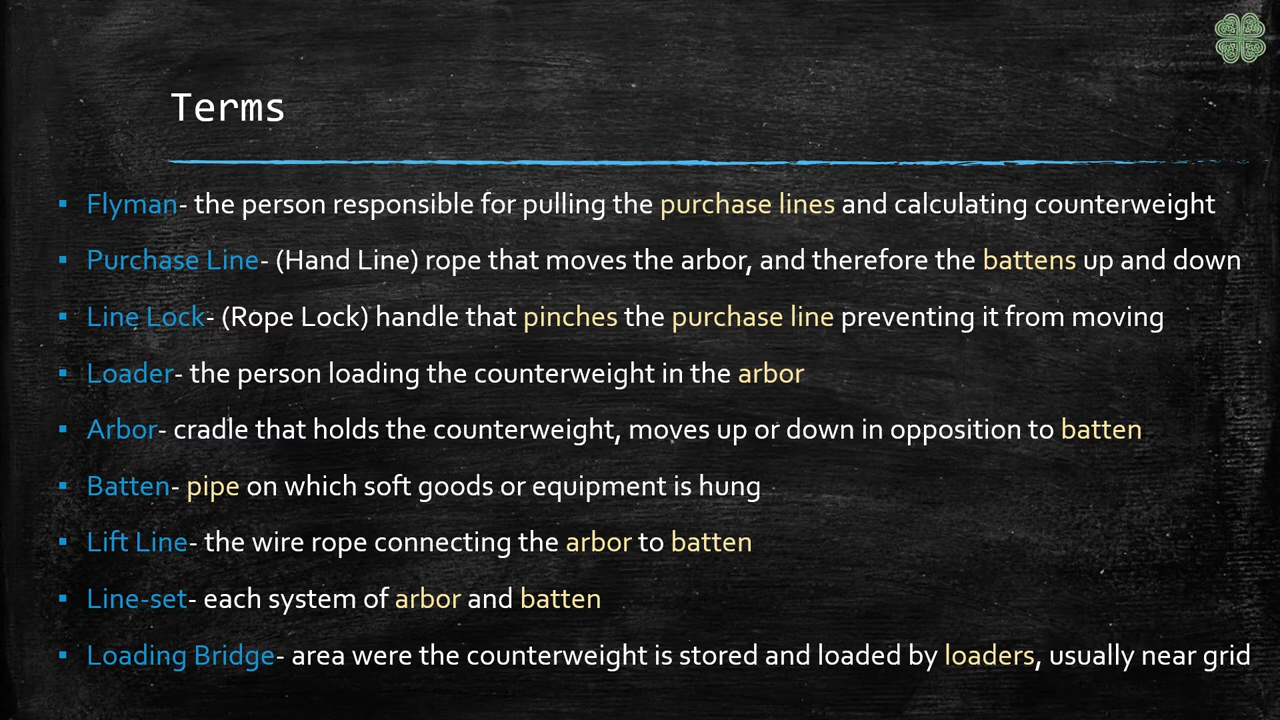 Terms
▪ Flyman- the person responsible for pulling the purchase lines and calculating counterweight
▪ Purchase Line- (Hand Line) rope that moves the arbor, and therefore the battens up and down
▪ Line Lock- (Rope Lock) handle that pinches the purchase line preventing it from moving
▪ Loader- the person loading the counterweight in the arbor
▪ Arbor- cradle that holds the counterweight, moves up or down in opposition to batten
▪ Batten- pipe on which soft goods or equipment is hung
▪ Lift Line- the wire rope connecting the arbor to batten
▪ Line-set- each system of arbor and batten
▪ Loading Bridge- area were the counterweight is stored and loaded by loaders, usually near grid